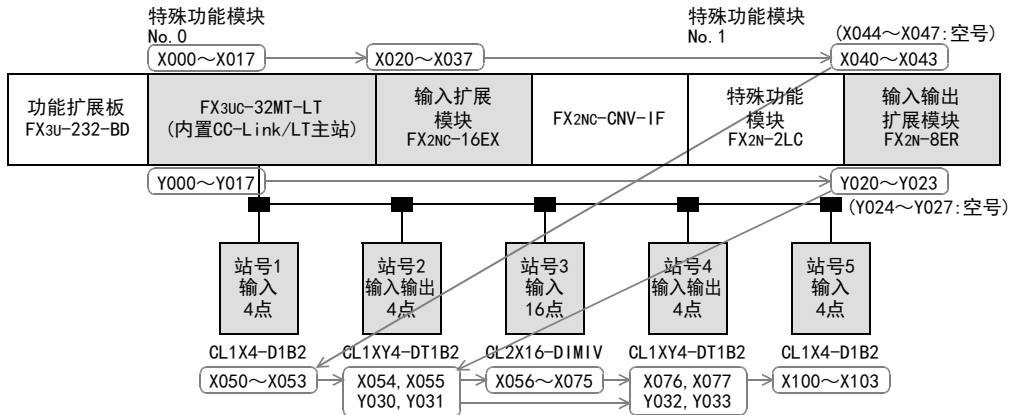 特殊功能模块
No. 0
特殊功能模块
No. 1
(X044～X047:空号)
X000～X017
X020～X037
X040～X043
功能扩展板
FX3U-232-BD
FX3UC-32MT-LT
(内置CC-Link/LT主站)
输入扩展
模块
FX2NC-16EX
FX2NC-CNV-IF
特殊功能
模块
FX2N-2LC
输入输出
扩展模块
FX2N-8ER
Y000～Y017
Y020～Y023
(Y024～Y027:空号)
站号1
输入
4点
站号2
输入输出
4点
站号3
输入
16点
站号4
输入输出
4点
站号5
输入
4点
CL1X4-D1B2
CL1XY4-DT1B2
CL2X16-DIMIV
CL1XY4-DT1B2
CL1X4-D1B2
X050～X053
X054, X055
Y030, Y031
X056～X075
X076, X077
Y032, Y033
X100～X103